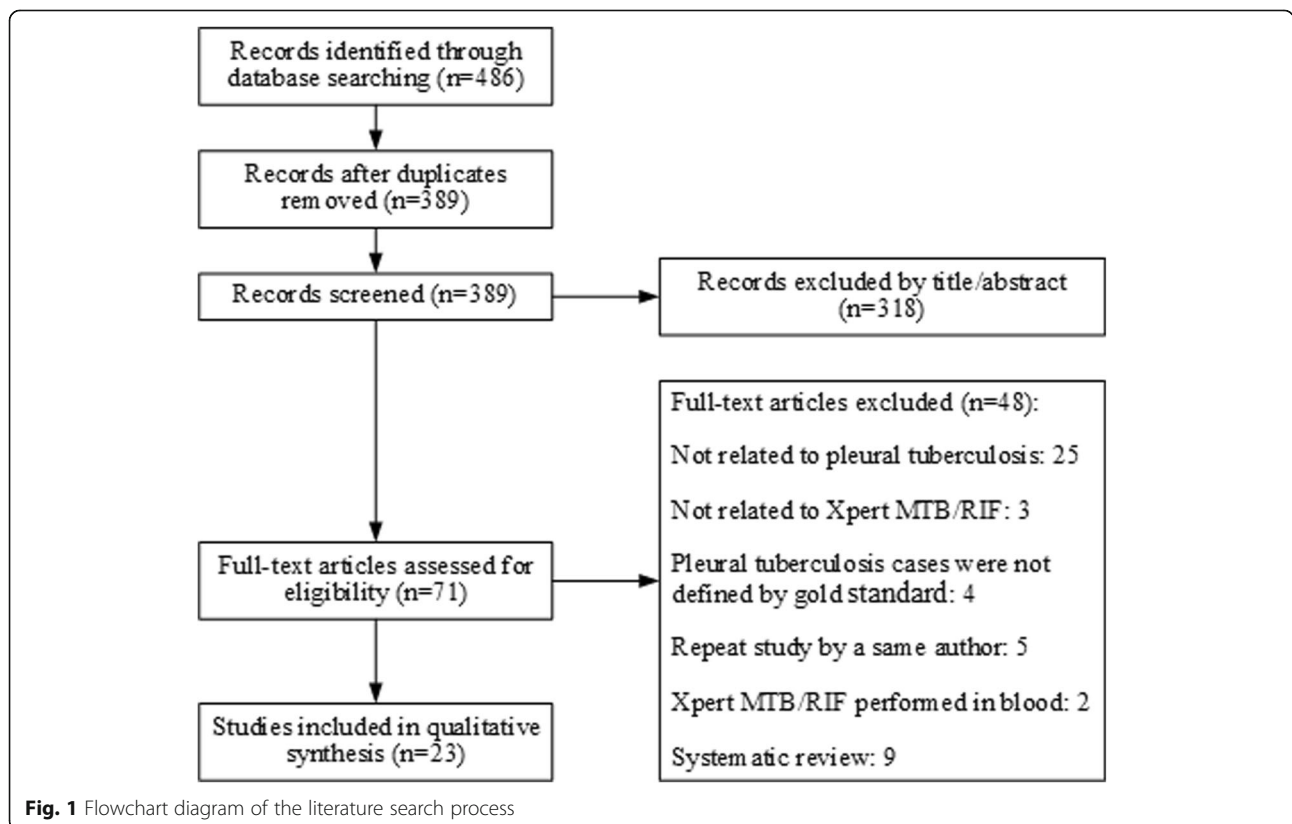 Records identified through
database searching (n=486)
Records after duplicates
removed (n=389)
Records screened (n=389)
Records excluded by title/abstract
(n=318)
Full-text articles assessed for
eligibility (n=71)
Full-text articles excluded (n=48):
Not related to pleural tuberculosis: 25
Not related to Xpert MTB/RIF: 3
Pleural tuberculosis cases were not
defined by gold standard: 4
Repeat study by a same author: 5
Xpert MTB/RIF performed in blood: 2
Systematic review: 9
Studies included in qualitative
synthesis (n=23)
Fig. 1 Flowchart diagram of the literature search process